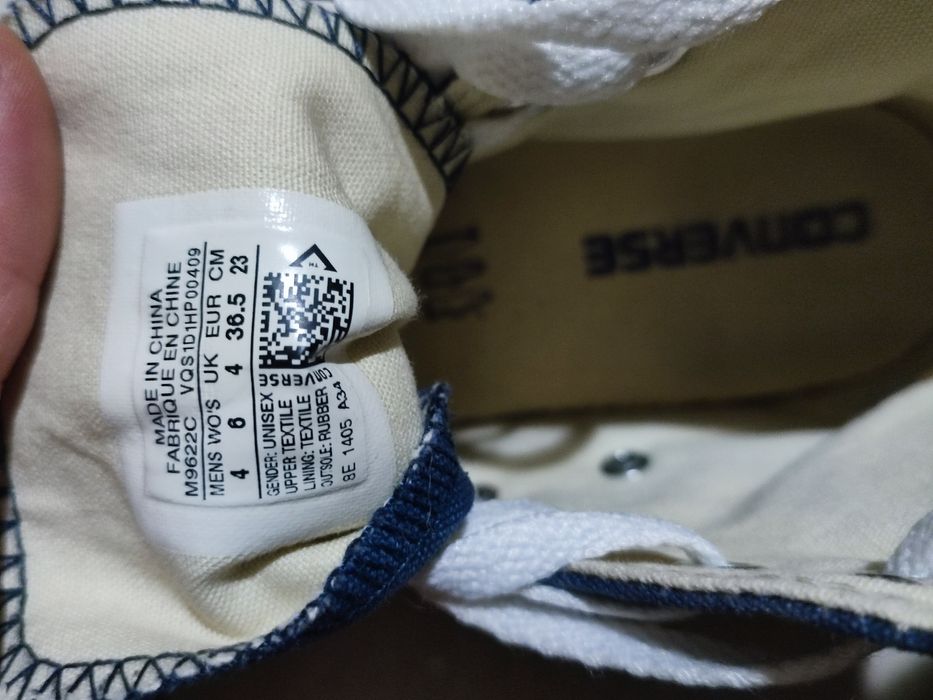 MADE IN CHINA
FABRIQUE EN CHINE
M9622C VQS1D1HP00409
MENS WO'S UK EUR CM
4 6 4 36.5 23
GENDER: UNISEX
UPPER TEXTILE
LINING: TEXTILE
OUTSOLE: RUBBER
8E 1405 A34
CONVERSE
TM
CONVERSE